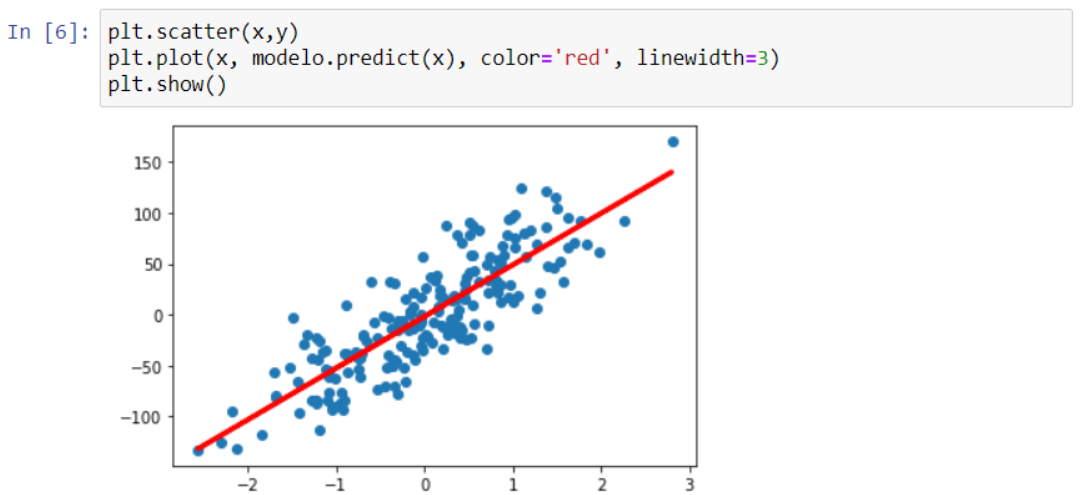 In [6]: plt.scatter(x,y)
plt.plot(x, modelo.predict(x), color='red', linewidth=3)
plt.show()
150
100
50
0
−50
−100
−2 −1 0 1 2 3